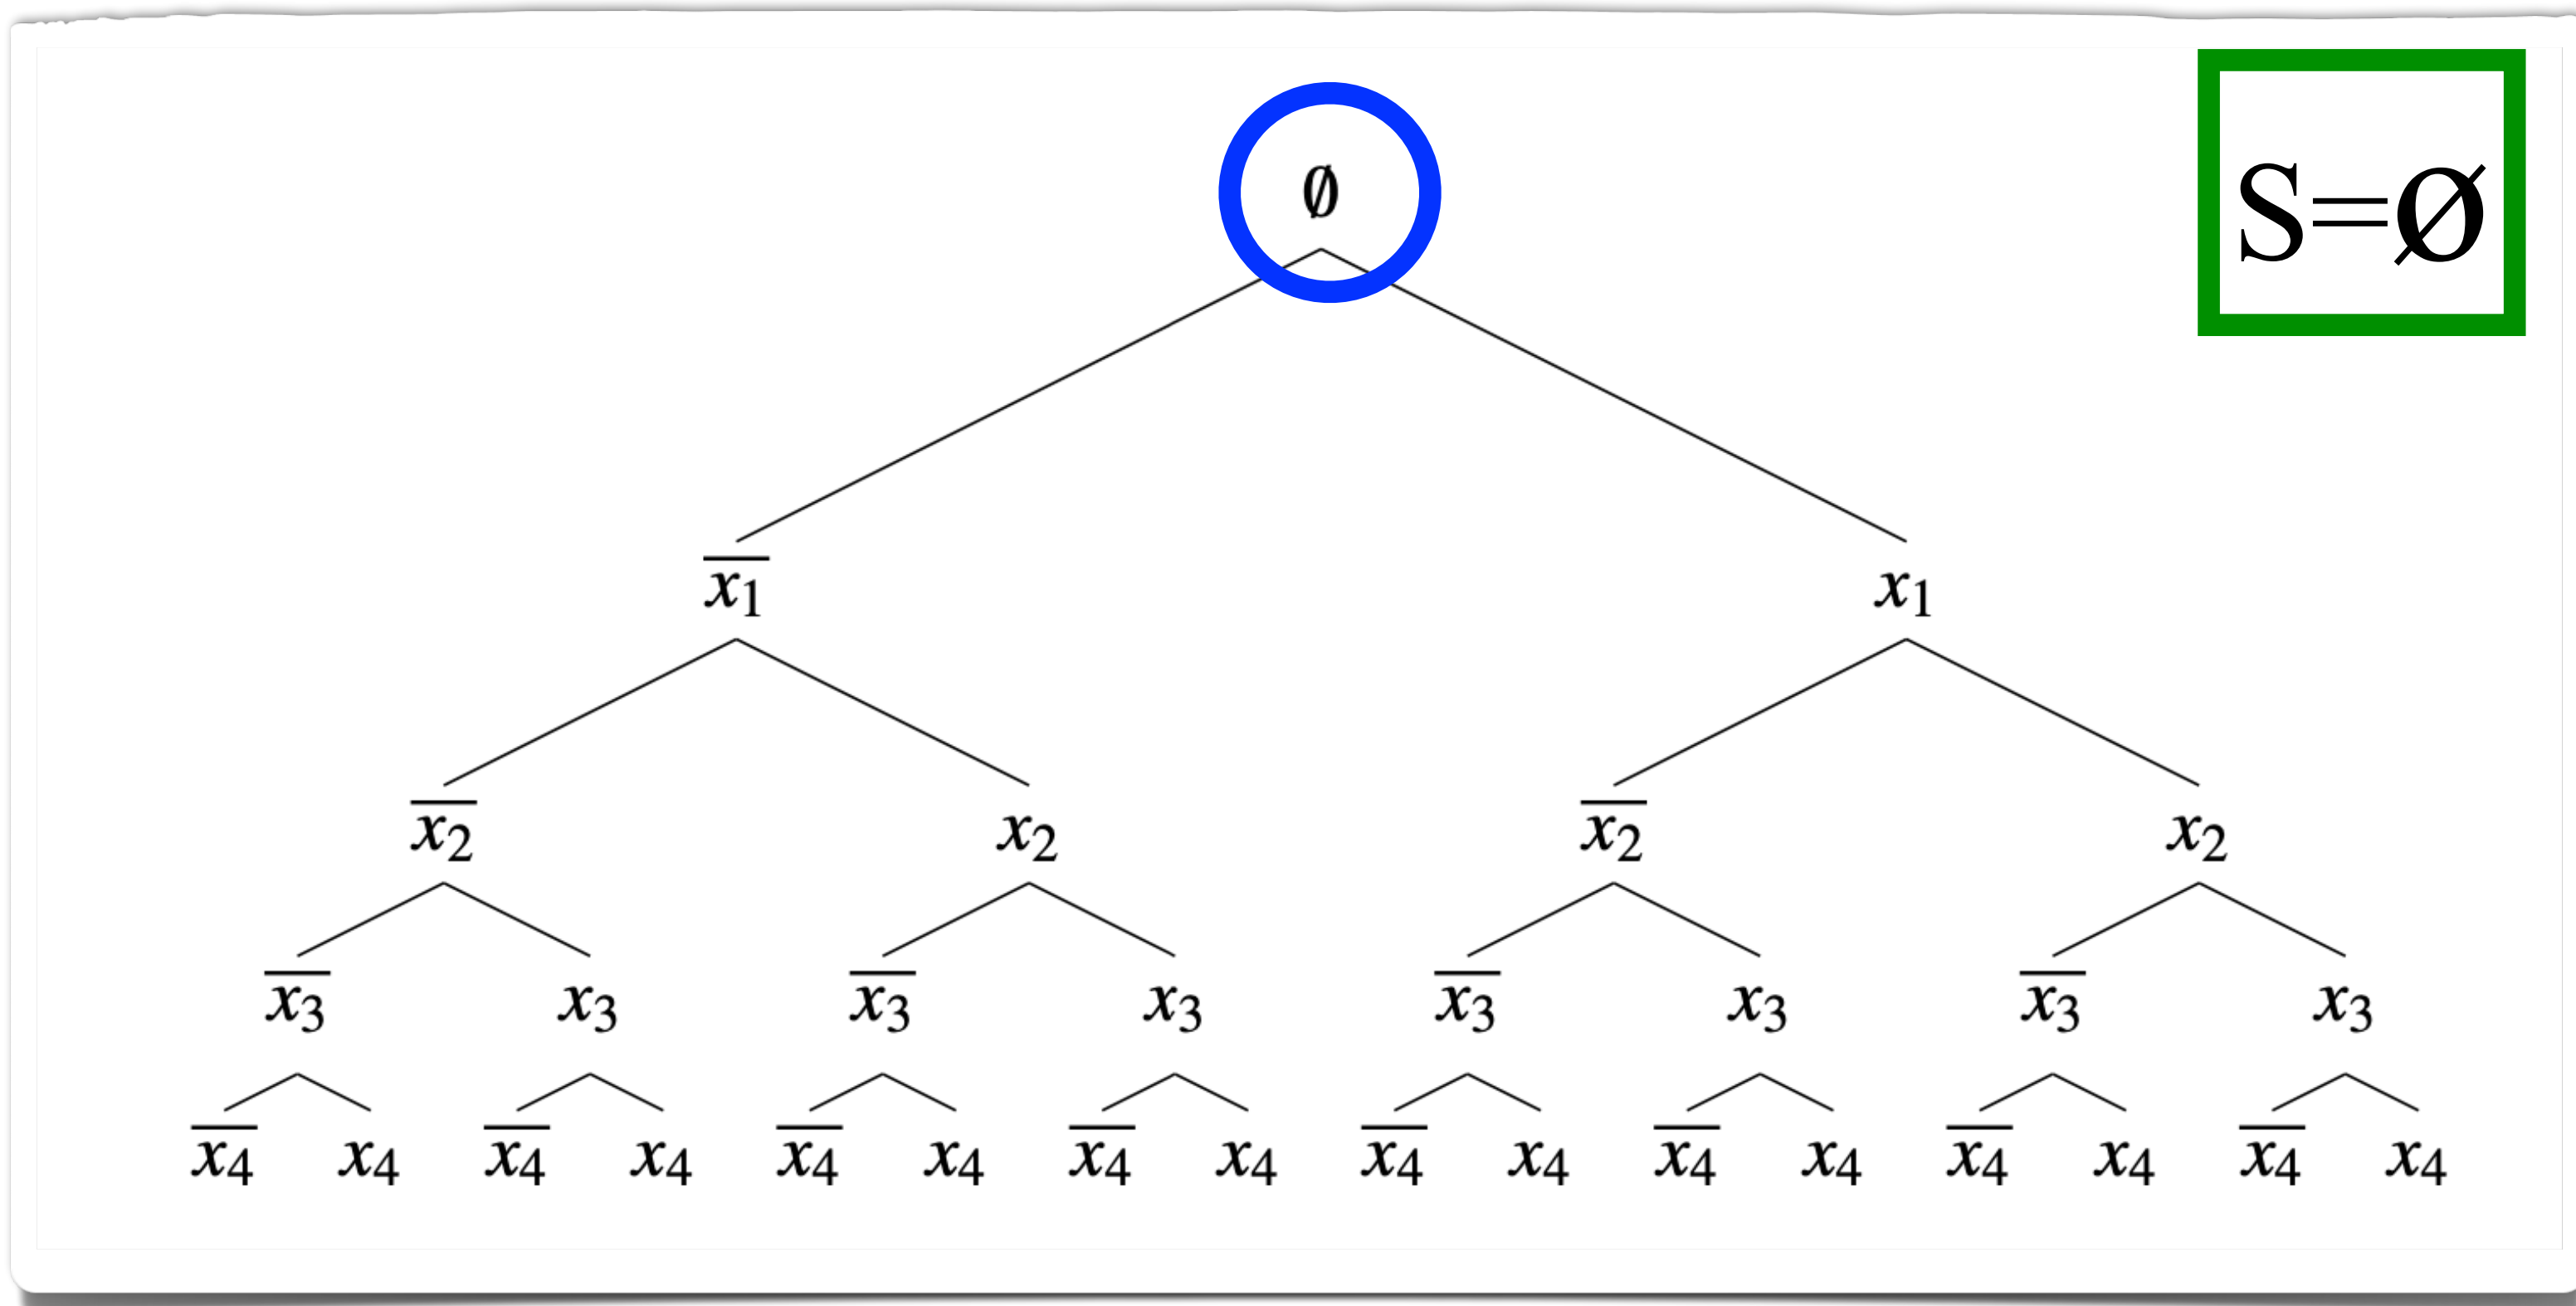 ∅
S=Ø
x̅₁ x₁
x̅₂ x₂ x̅₂ x₂
x̅₃ x₃ x̅₃ x₃ x̅₃ x₃ x̅₃ x₃
x̅₄ x₄ x̅₄ x₄ x̅₄ x₄ x̅₄ x₄ x̅₄ x₄ x̅₄ x₄ x̅₄ x₄ x̅₄ x₄